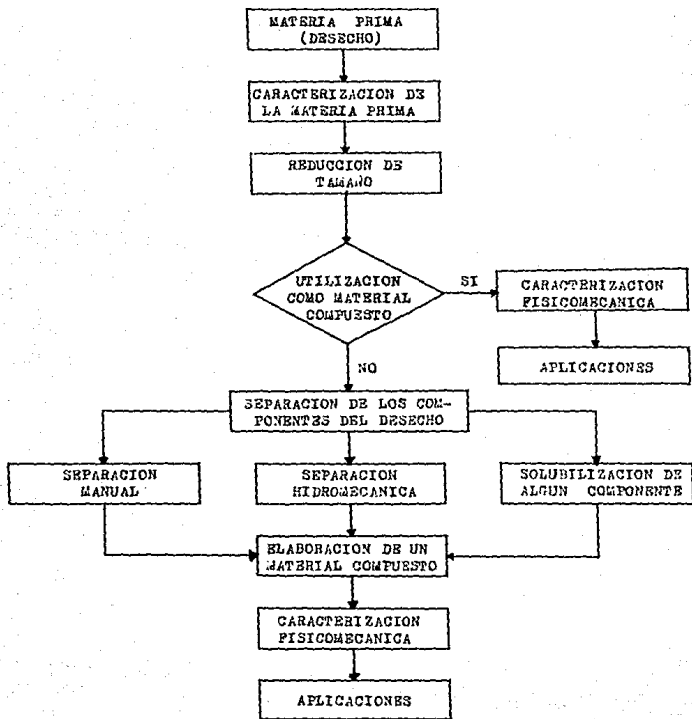 MATERIA PRIMA
(DESECHO)
CARACTERIZACION DE
LA MATERIA PRIMA
REDUCCION DE
TAMAÑO
UTILIZACION
COMO MATERIAL
COMPUESTO
SI
CARACTERIZACION
FISICOMECANICA
APLICACIONES
NO
SEPARACION DE LOS COM-
PONENTES DEL DESECHO
SEPARACION
MANUAL
SEPARACION
HIDROMECANICA
SOLUBILIZACION DE
ALGUN COMPONENTE
ELABORACION DE UN
MATERIAL COMPUESTO
CARACTERIZACION
FISICOMECANICA
APLICACIONES